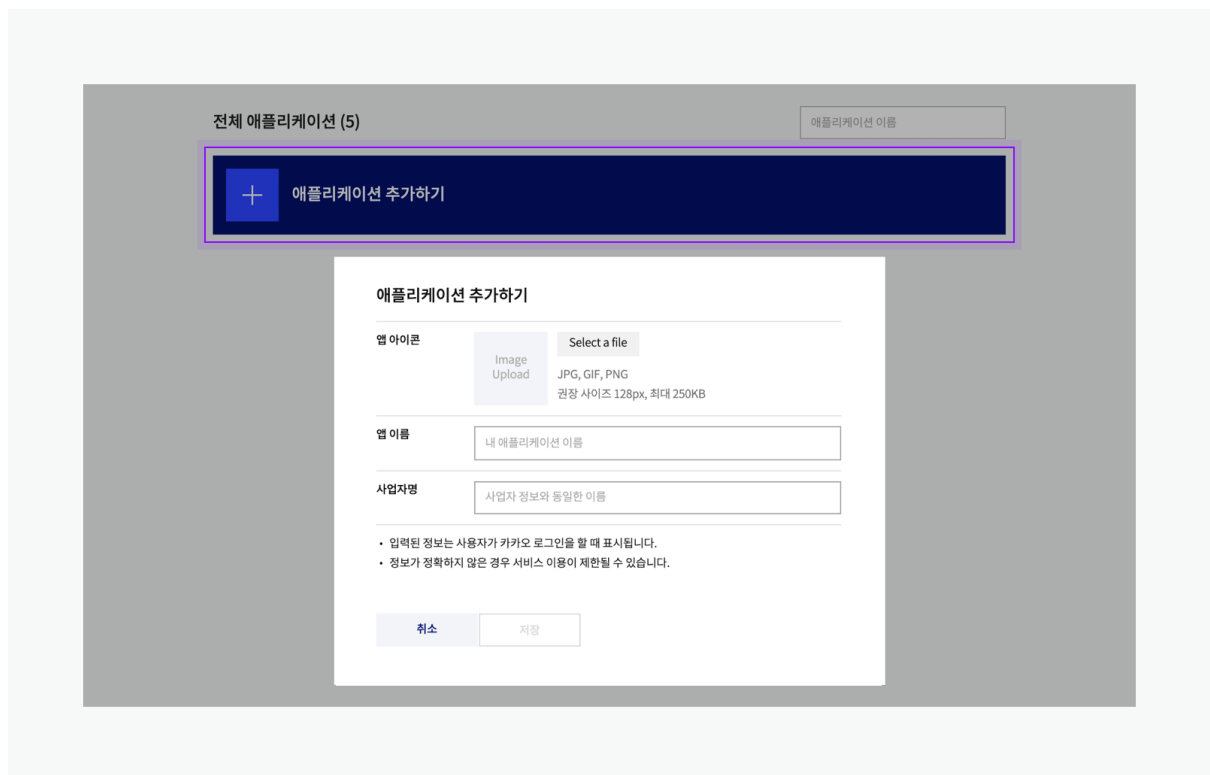 전체 애플리케이션 (5)
애플리케이션 이름
애플리케이션 추가하기
애플리케이션 추가하기
앱 아이콘
Image
Upload
Select a file
JPG, GIF, PNG
권장 사이즈 128px, 최대 250KB
앱 이름
내 애플리케이션 이름
사업자명
사업자 정보와 동일한 이름
• 입력된 정보는 사용자가 카카오 로그인을 할 때 표시됩니다.
• 정보가 정확하지 않은 경우 서비스 이용이 제한될 수 있습니다.
취소
저장